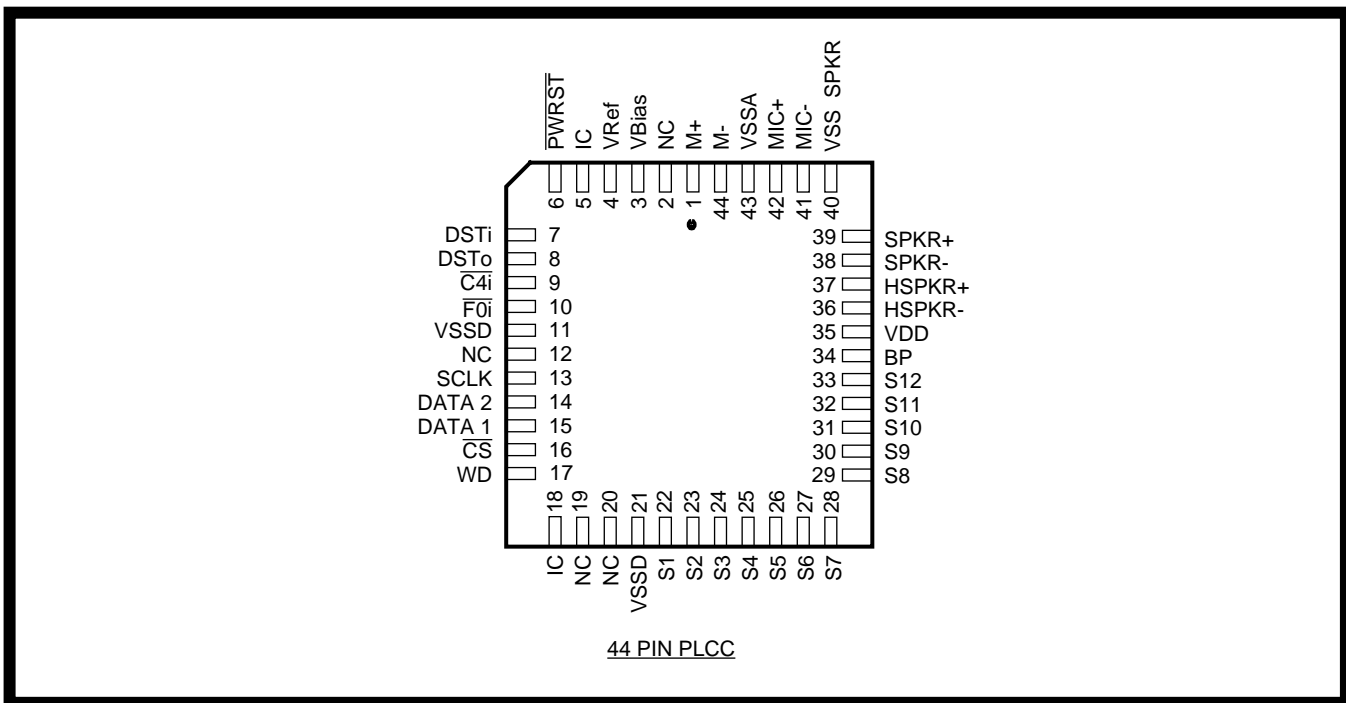 PWRST
IC
VRef
VBias
NC
M+
M-
VSSA
MIC+
MIC-
VSS SPKR
6 5 4 3 2 1 44 43 42 41 40
DSTi 7
DSTo 8
C4i 9
F0i 10
VSSD 11
NC 12
SCLK 13
DATA 2 14
DATA 1 15
CS 16
WD 17
39 SPKR+
38 SPKR-
37 HSPKR+
36 HSPKR-
35 VDD
34 BP
33 S12
32 S11
31 S10
30 S9
29 S8
18 19 20 21 22 23 24 25 26 27 28
IC
NC
NC
VSSD
S1
S2
S3
S4
S5
S6
S7
44 PIN PLCC